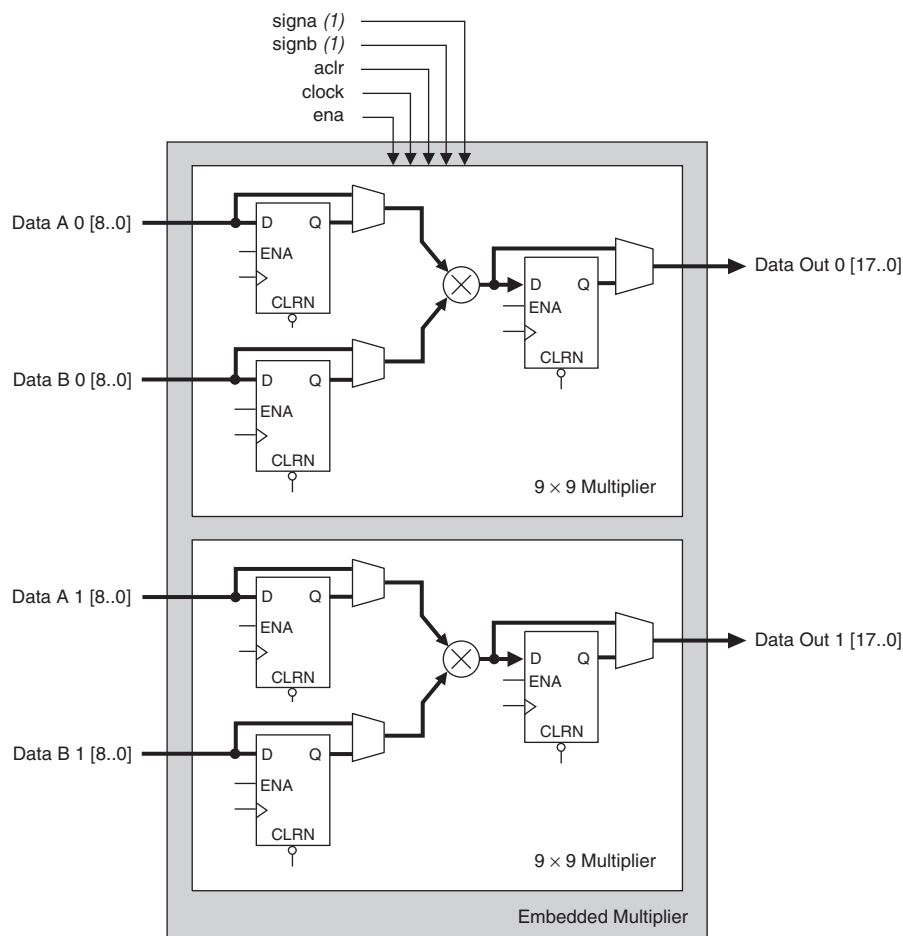 signa (1)
signb (1)
aclr
clock
ena
Data A 0 [8..0]
D Q
ENA
CLRN
Data B 0 [8..0]
D Q
ENA
CLRN
D Q
ENA
CLRN
Data Out 0 [17..0]
9 × 9 Multiplier
Data A 1 [8..0]
D Q
ENA
CLRN
Data B 1 [8..0]
D Q
ENA
CLRN
D Q
ENA
CLRN
Data Out 1 [17..0]
9 × 9 Multiplier
Embedded Multiplier